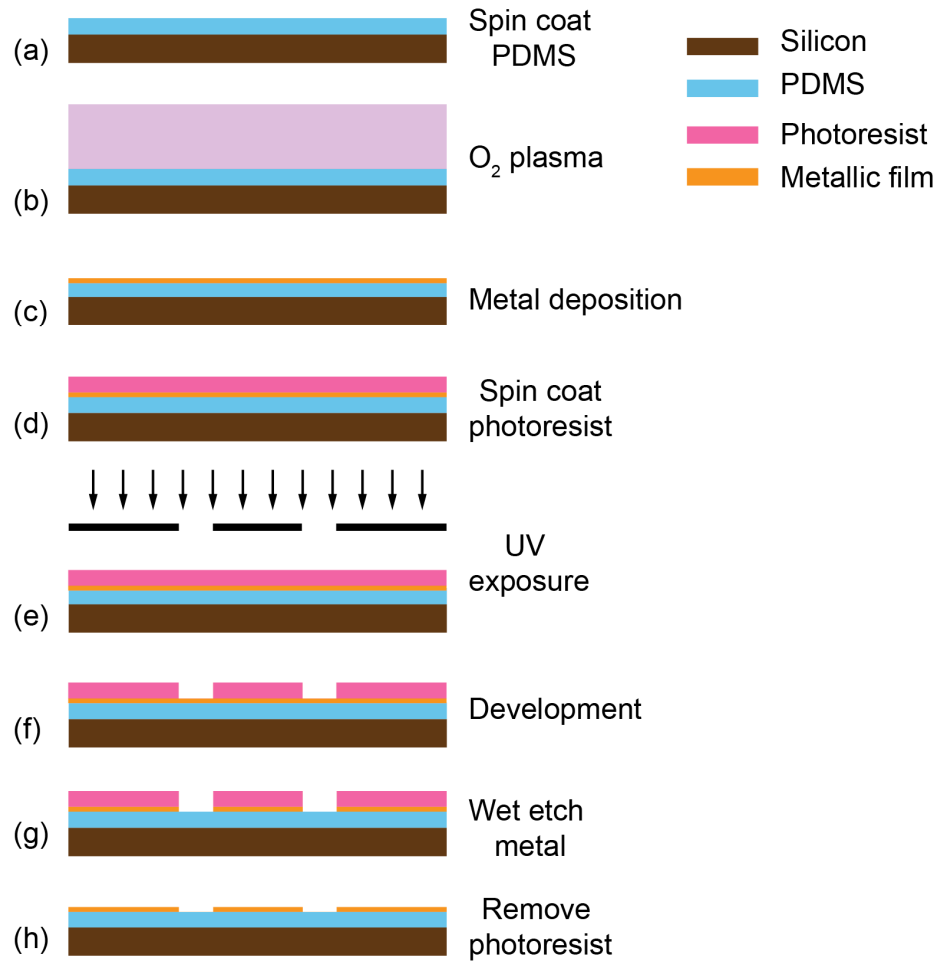 (a)
Spin coat
PDMS
Silicon
PDMS
Photoresist
Metallic film
(b)
O₂ plasma
(c)
Metal deposition
(d)
Spin coat
photoresist
(e)
UV
exposure
(f)
Development
(g)
Wet etch
metal
(h)
Remove
photoresist